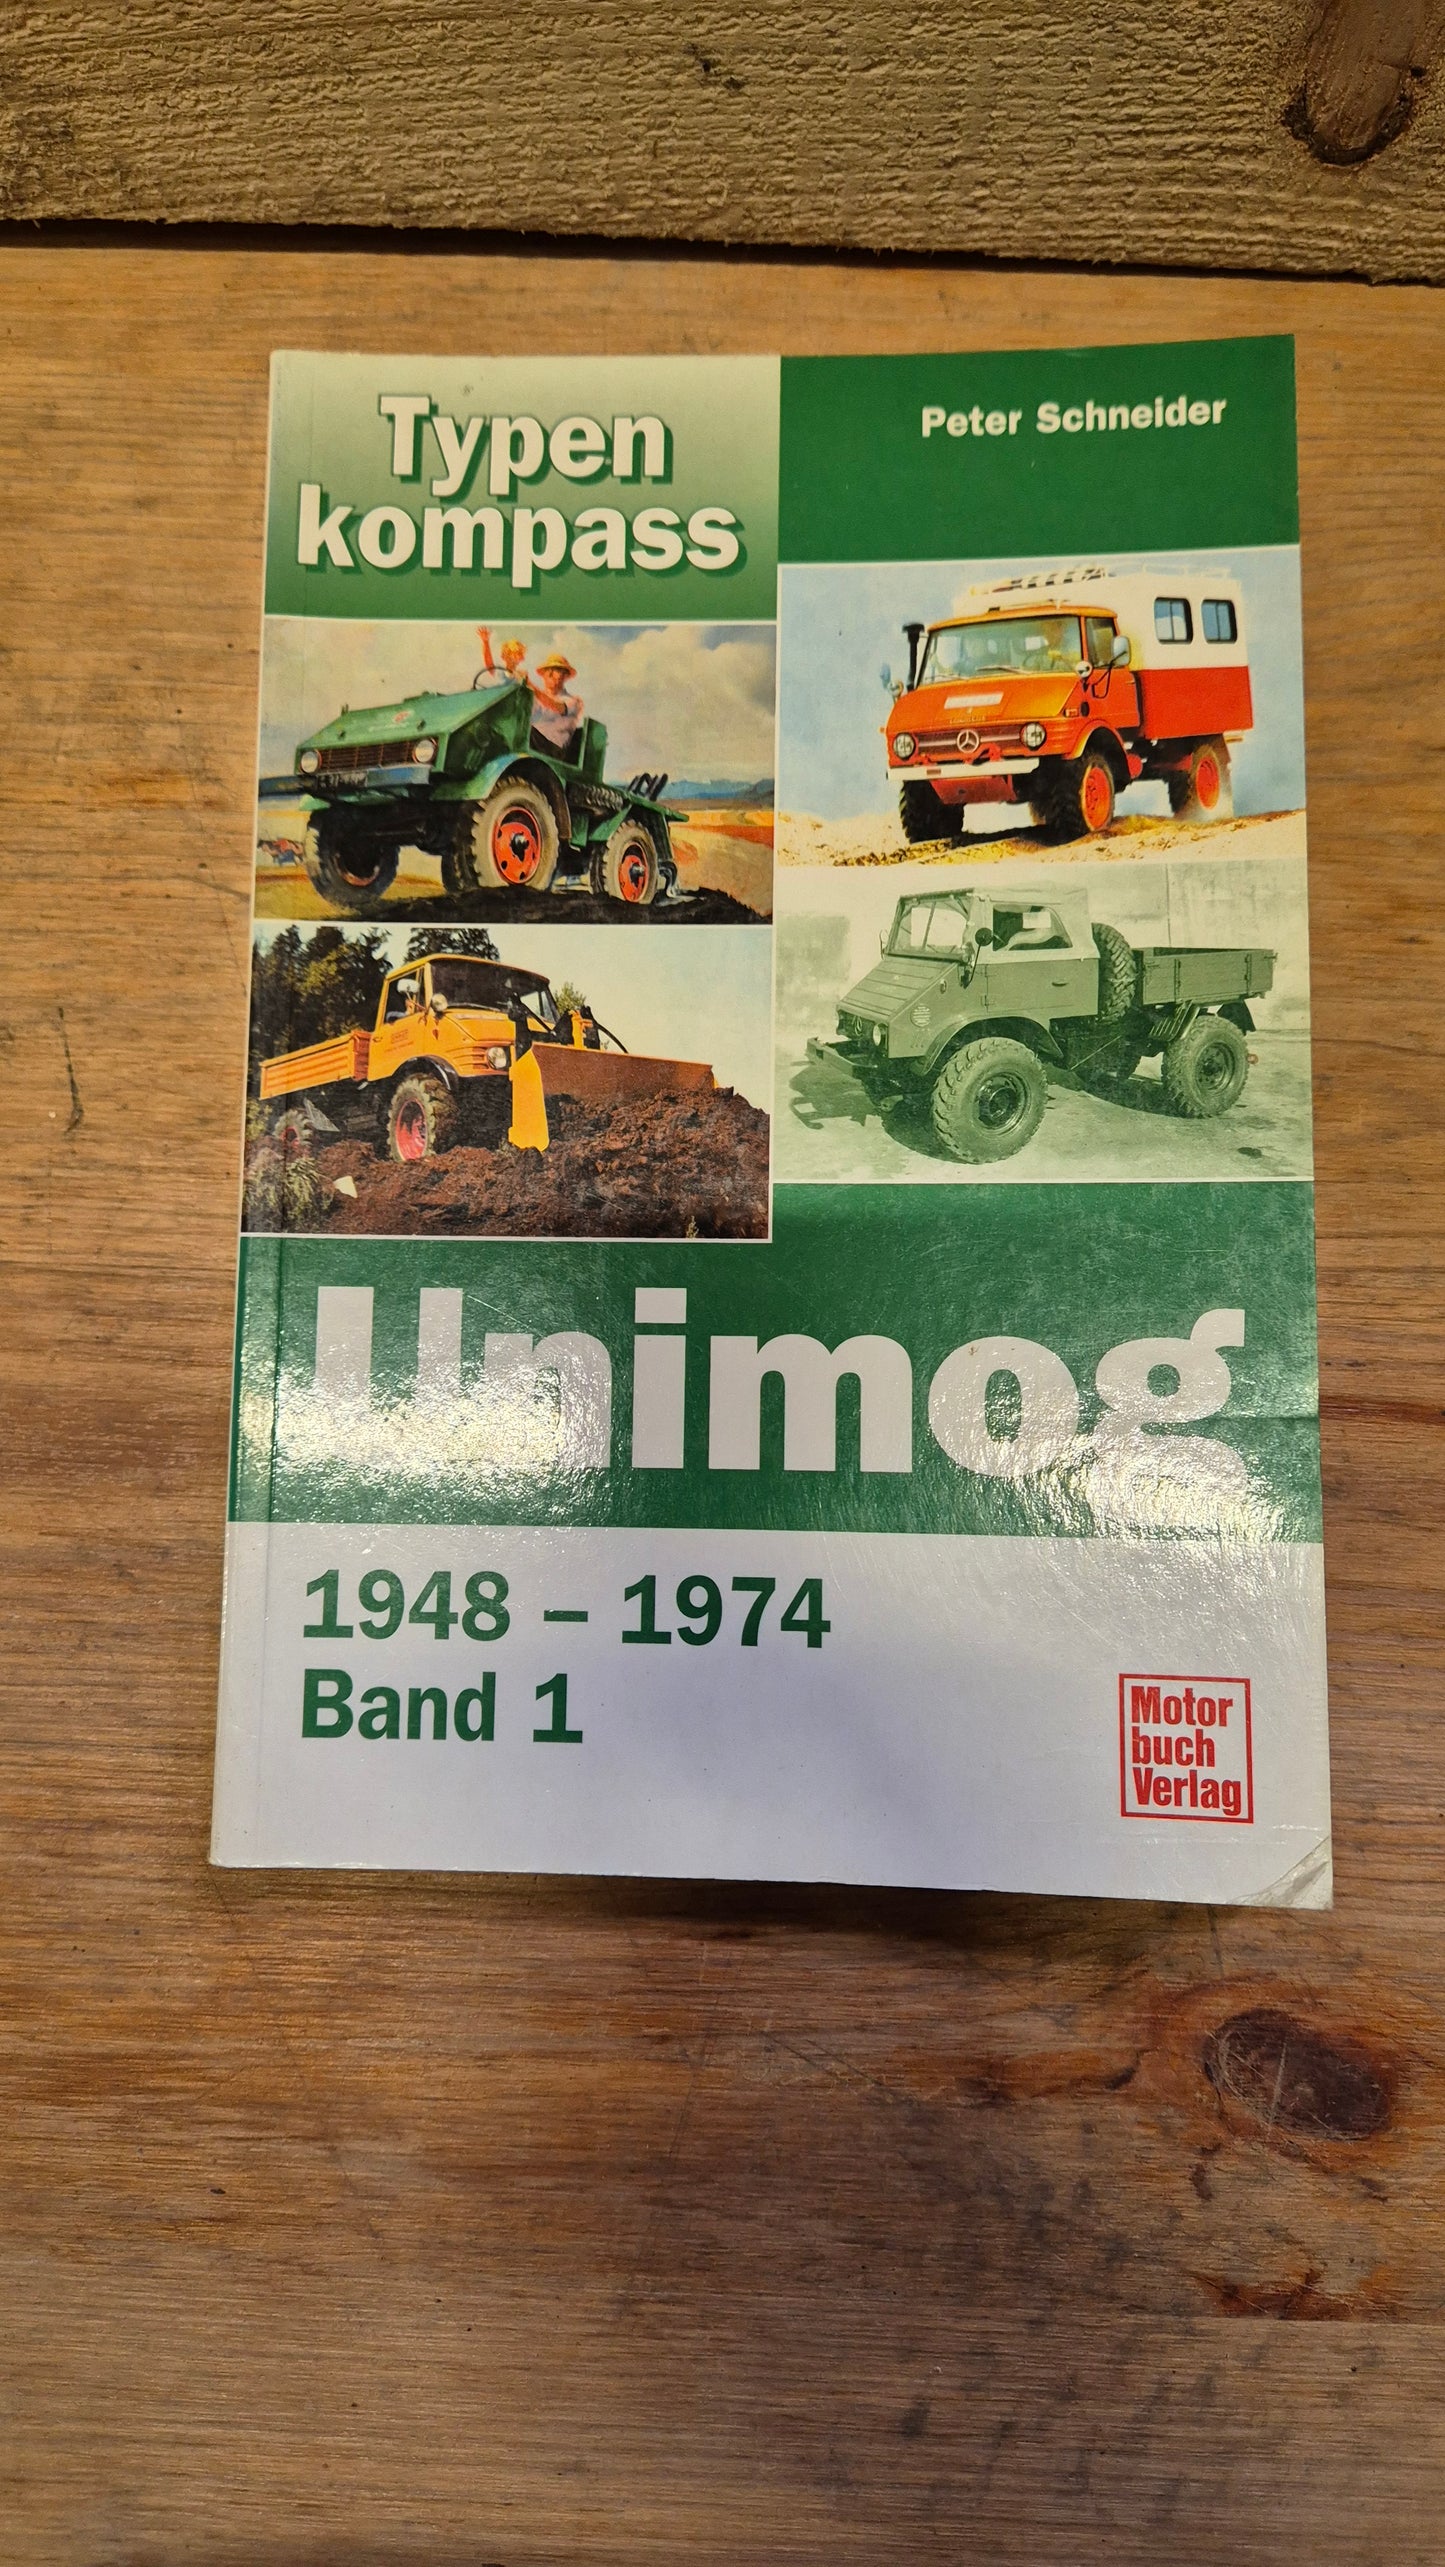 Typen
kompass
Peter Schneider
Unimog
1948 – 1974
Band 1
Motor
buch
Verlag